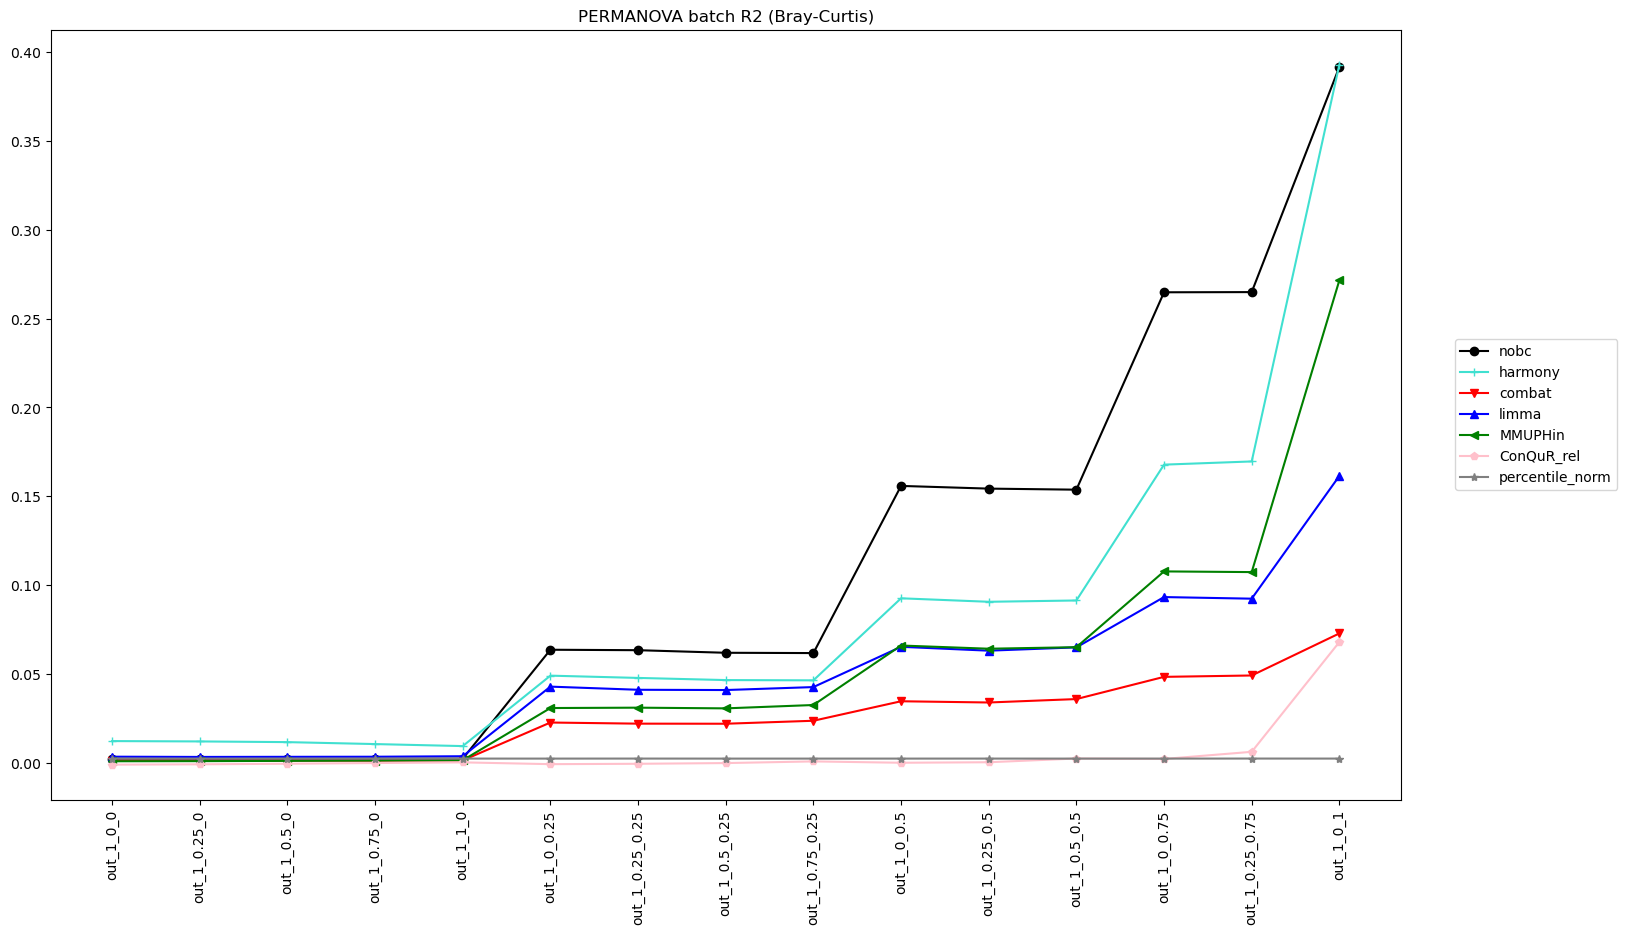 PERMANOVA batch R2 (Bray-Curtis)
0.40
0.35
0.30
0.25
0.20
0.15
0.10
0.05
0.00
nobc
harmony
combat
limma
MMUPHin
ConQuR_rel
percentile_norm
out_1_0_0
out_1_0.25_0
out_1_0.5_0
out_1_0.75_0
out_1_1_0
out_1_0_0.25
out_1_0.25_0.25
out_1_0.5_0.25
out_1_0.75_0.25
out_1_0_0.5
out_1_0.25_0.5
out_1_0.5_0.5
out_1_0_0.75
out_1_0.25_0.75
out_1_0_1